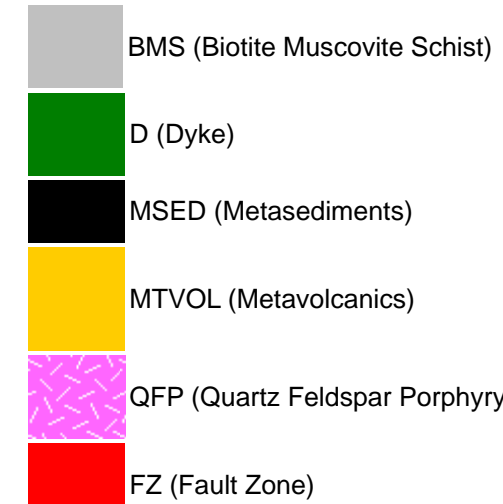 BMS (Biotite Muscovite Schist)
D (Dyke)
MSED (Metasediments)
MTVOL (Metavolcanics)
QFP (Quartz Feldspar Porphyry
FZ (Fault Zone)